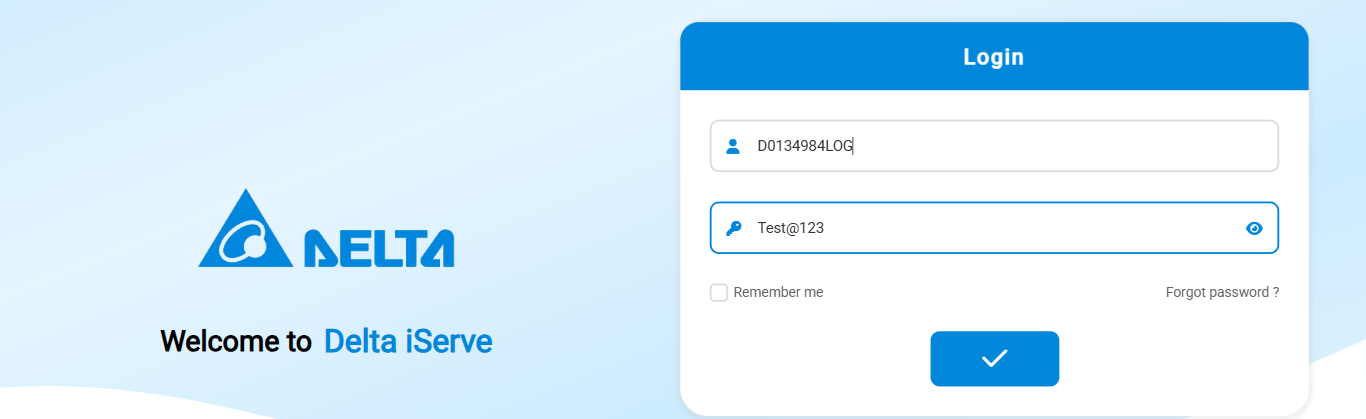 Login
D0134984LOG
Test@123
Remember me
Forgot password ?
DELTA
Welcome to Delta iServe